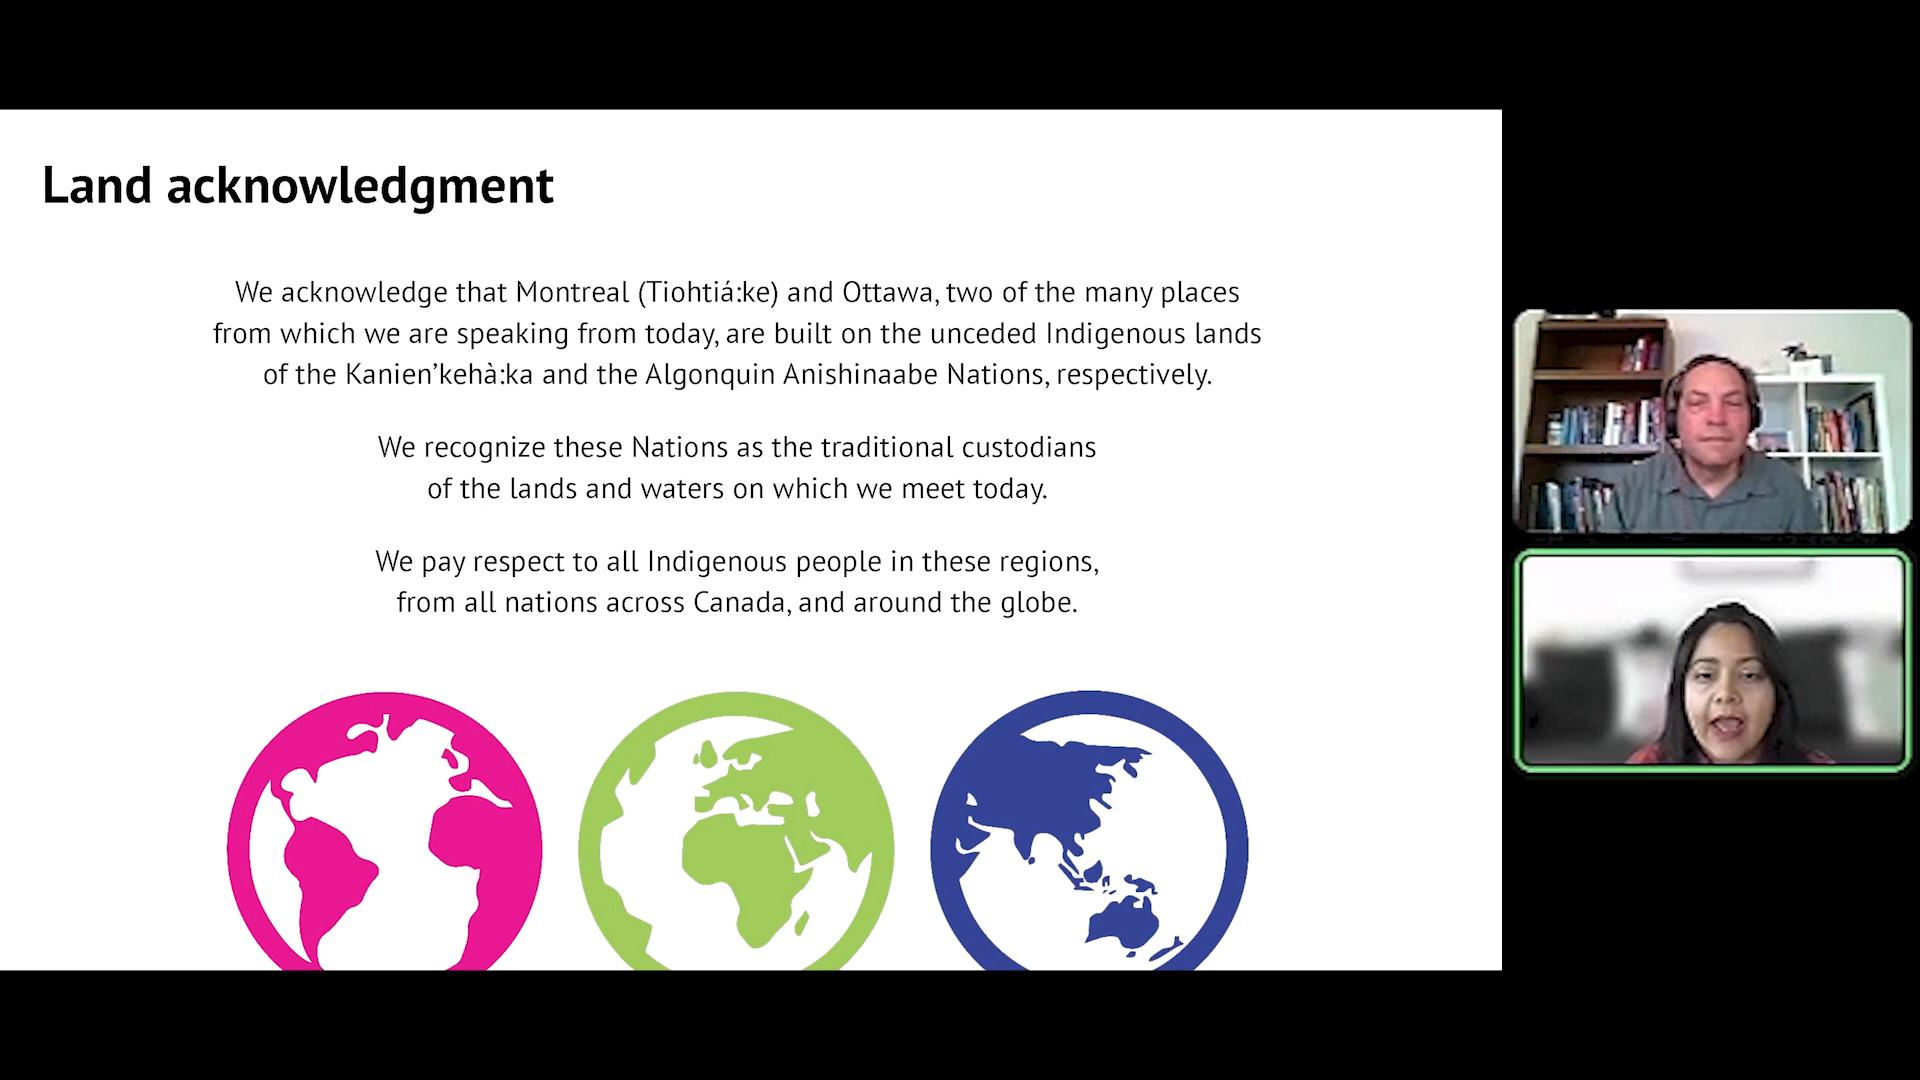 Land acknowledgment
We acknowledge that Montreal (Tiohtiá:ke) and Ottawa, two of the many places
from which we are speaking from today, are built on the unceded Indigenous lands
of the Kanien’kehà:ka and the Algonquin Anishinaabe Nations, respectively.
We recognize these Nations as the traditional custodians
of the lands and waters on which we meet today.
We pay respect to all Indigenous people in these regions,
from all nations across Canada, and around the globe.